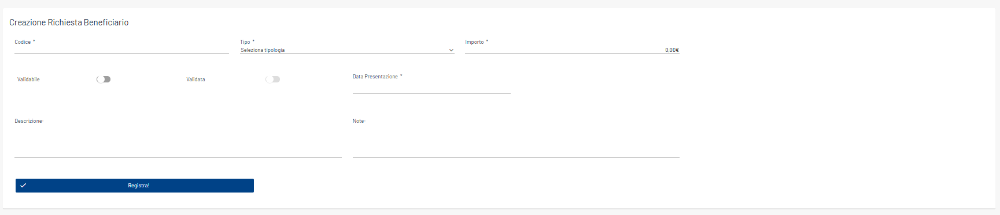 Creazione Richiesta Beneficiario
Codice * Tipo * Importo *
Seleziona tipologia 0,00€
Validabile Validata Data Presentazione *
Descrizione: Note:
Registra!